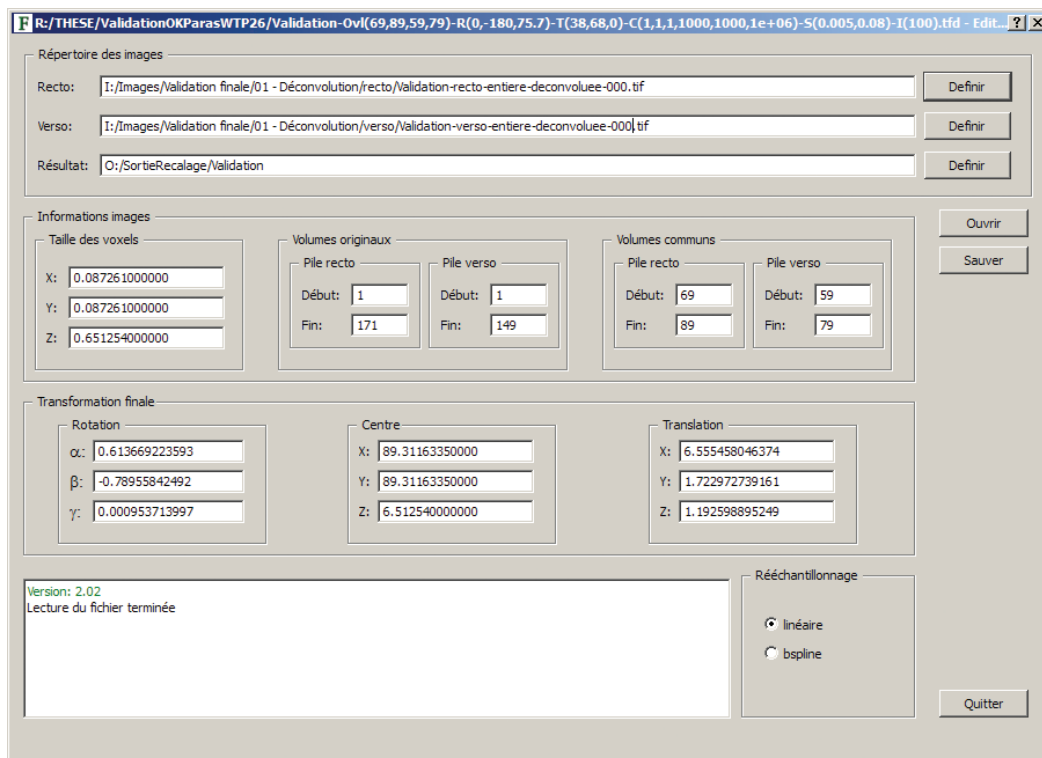 F R:/THESE/ValidationOKParasWTP26/Validation-Ovl(69,89,59,79)-R(0,-180,75.7)-T(38,68,0)-C(1,1,1,1000,1000,1e+06)-S(0.005,0.08)-I(100).tfd - Edit... ? X
Répertoire des images
Recto: I:/Images/Validation finale/01 - Déconvolution/recto/Validation-recto-entiere-deconvoluee-000.tif Definir
Verso: I:/Images/Validation finale/01 - Déconvolution/verso/Validation-verso-entiere-deconvoluee-000.tif Definir
Résultat: O:/SortieRecalage/Validation Definir
Informations images
Ouvrir
Taille des voxels Volumes originaux Volumes communs
Pile recto Pile verso Pile recto Pile verso
Sauver
X: 0.087261000000
Début: 1 Début: 1 Début: 69 Début: 59
Y: 0.087261000000
Fin: 171 Fin: 149 Fin: 89 Fin: 79
Z: 0.651254000000
Transformation finale
Rotation Centre Translation
α: 0.613669223593 X: 89.31163350000 X: 6.555458046374
β: -0.78955842492 Y: 89.31163350000 Y: 1.722972739161
γ: 0.000953713997 Z: 6.512540000000 Z: 1.192598895249
Rééchantillonnage
Version: 2.02
Lecture du fichier terminée
linéaire
bspline
Quitter